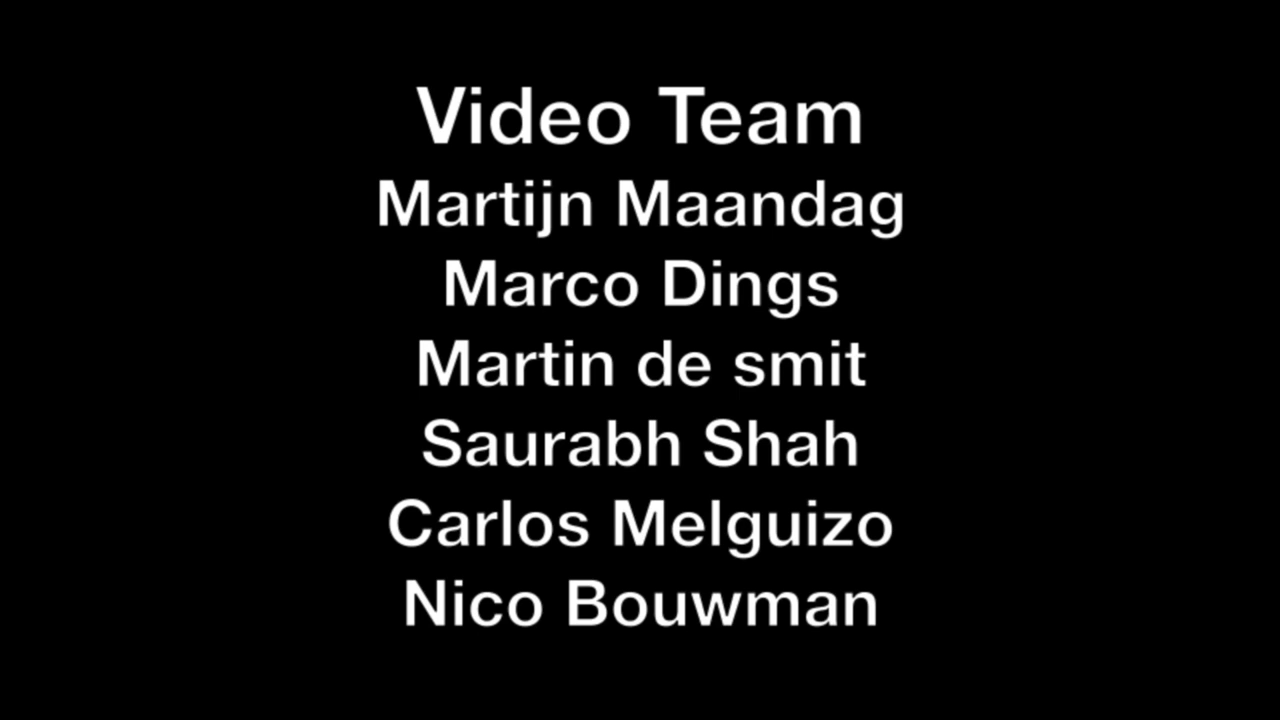 Video Team
Martijn Maandag
Marco Dings
Martin de smit
Saurabh Shah
Carlos Melguizo
Nico Bouwman